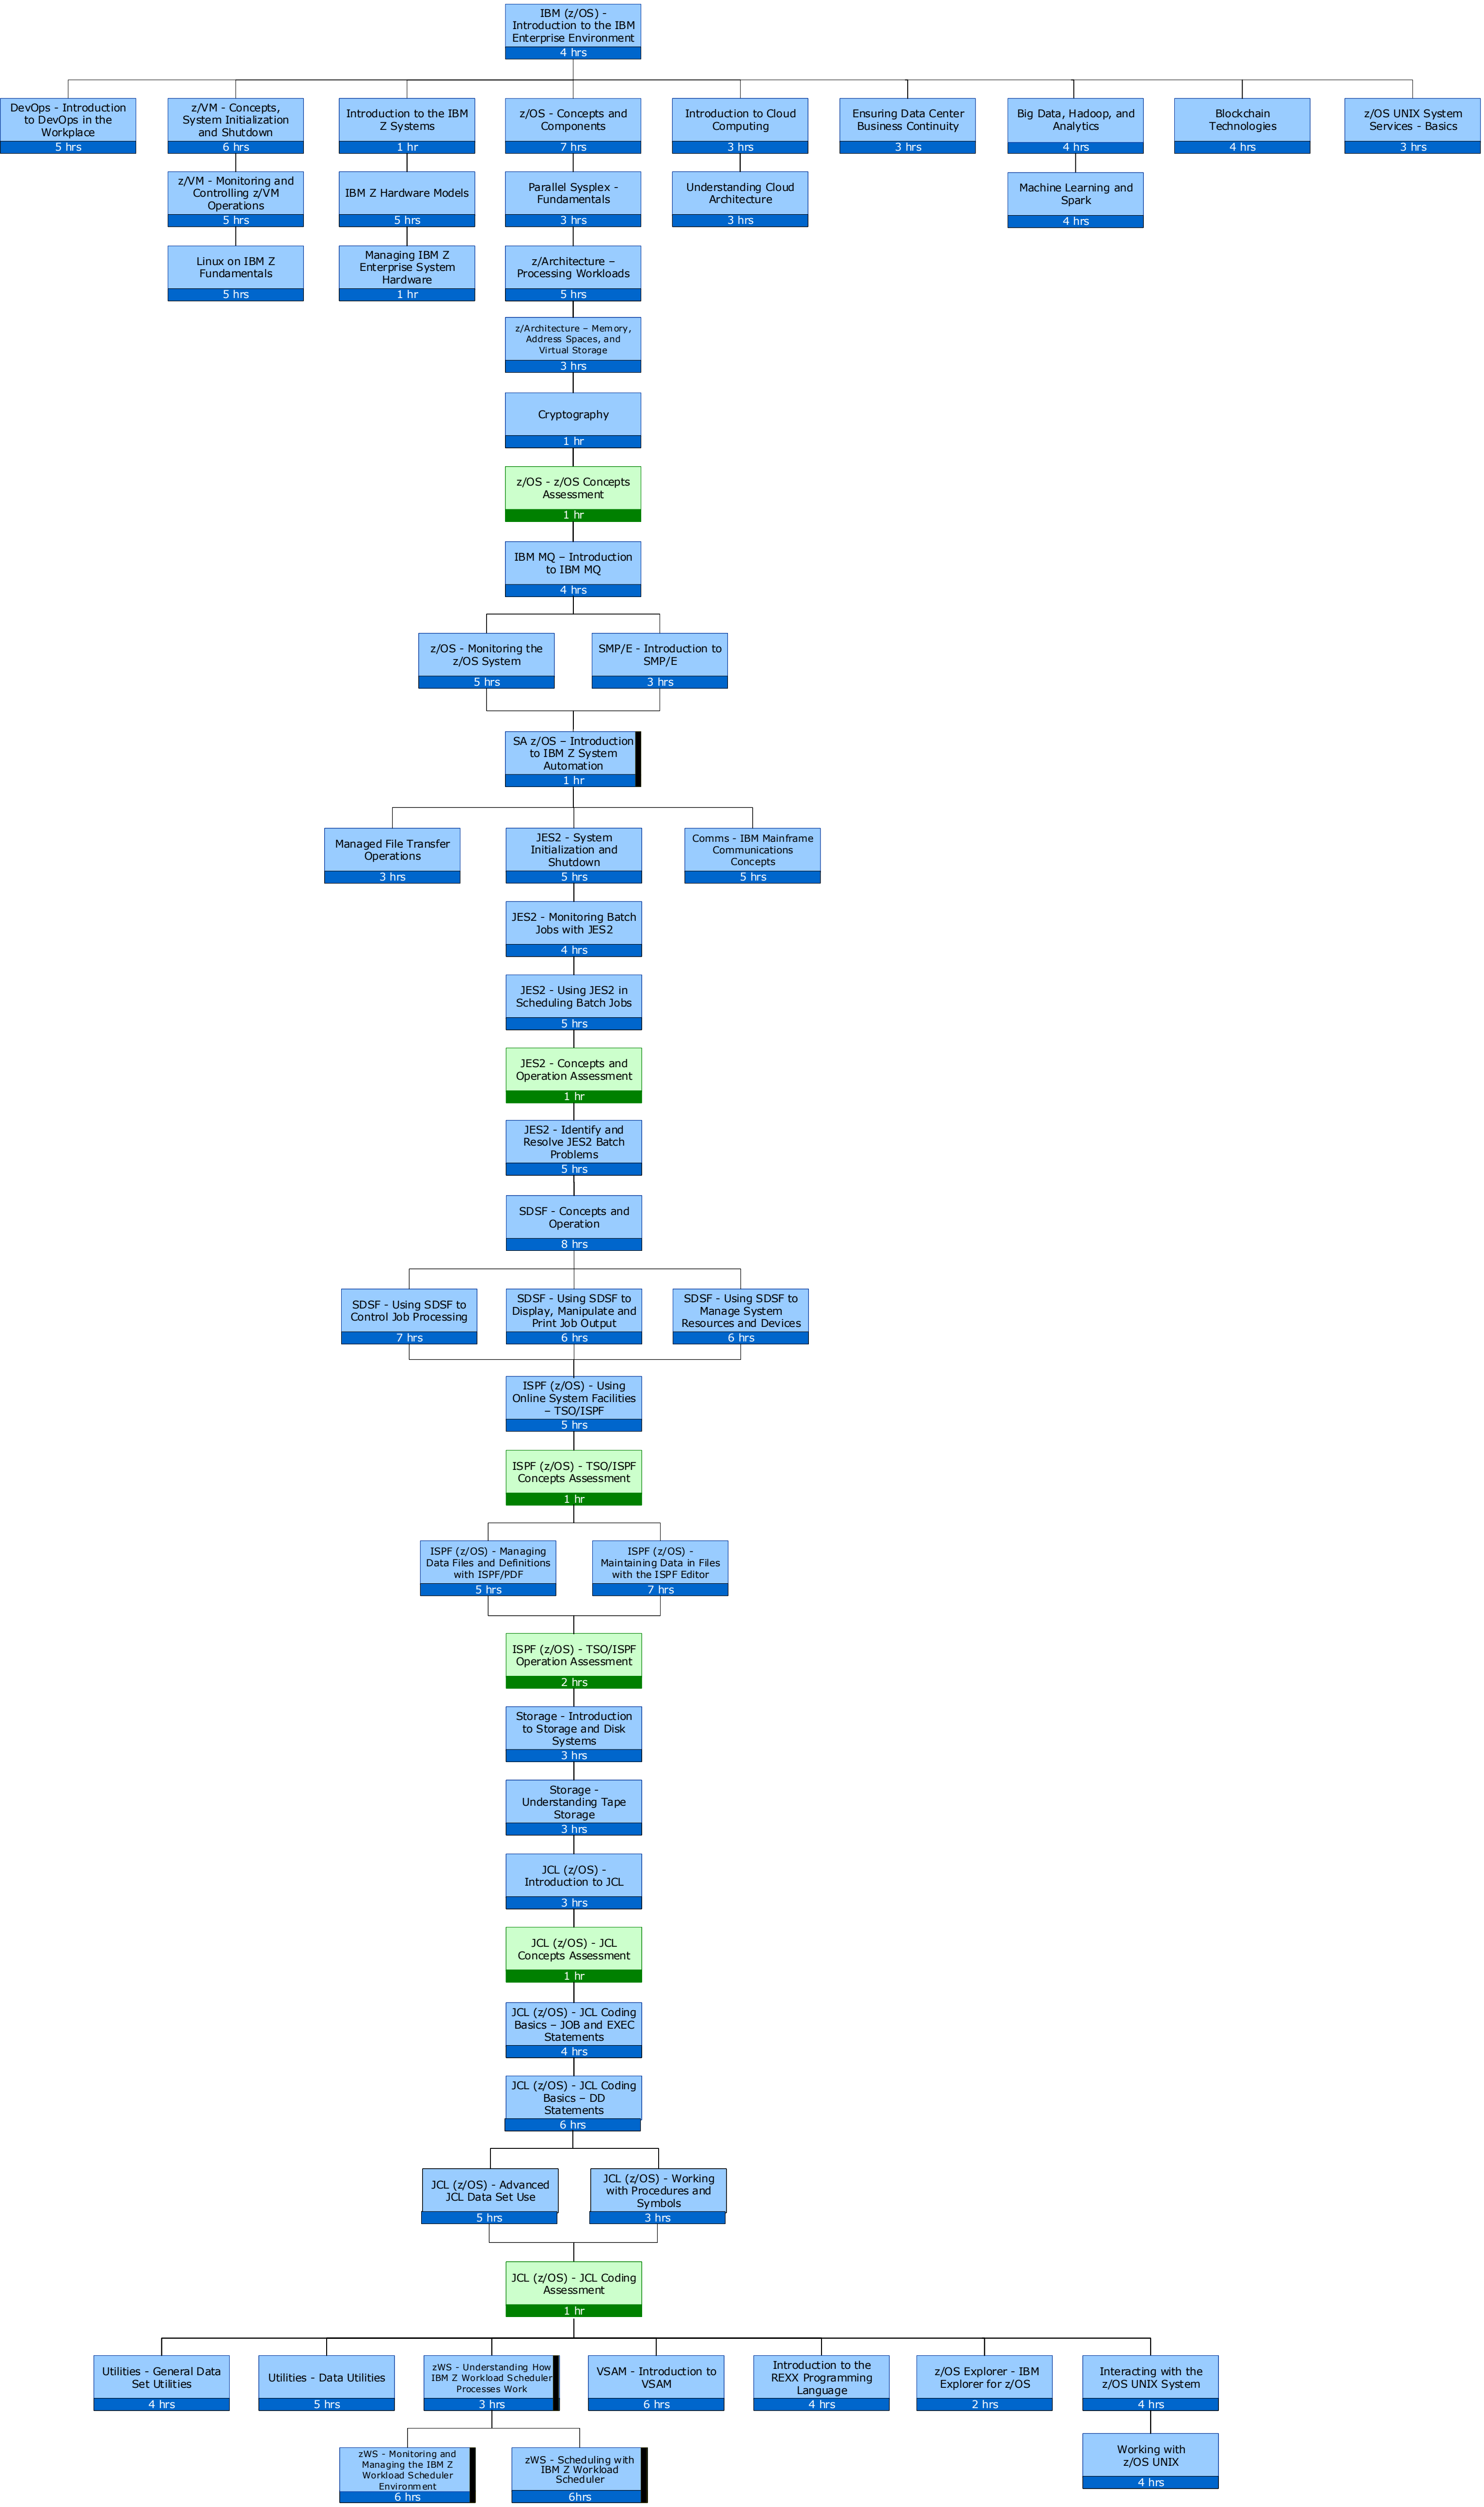 IBM (z/OS) -
Introduction to the IBM
Enterprise Environment
4 hrs
DevOps - Introduction
to DevOps in the
Workplace
5 hrs
z/VM - Concepts,
System Initialization
and Shutdown
6 hrs
Introduction to the IBM
Z Systems
1 hr
z/OS - Concepts and
Components
7 hrs
Introduction to Cloud
Computing
3 hrs
Ensuring Data Center
Business Continuity
3 hrs
Big Data, Hadoop, and
Analytics
4 hrs
Blockchain
Technologies
4 hrs
z/OS UNIX System
Services - Basics
3 hrs
z/VM - Monitoring and
Controlling z/VM
Operations
5 hrs
IBM Z Hardware Models
5 hrs
Parallel Sysplex -
Fundamentals
3 hrs
Understanding Cloud
Architecture
3 hrs
Machine Learning and
Spark
4 hrs
Linux on IBM Z
Fundamentals
5 hrs
Managing IBM Z
Enterprise System
Hardware
1 hr
z/Architecture –
Processing Workloads
5 hrs
z/Architecture – Memory,
Address Spaces, and
Virtual Storage
3 hrs
Cryptography
1 hr
z/OS - z/OS Concepts
Assessment
1 hr
IBM MQ – Introduction
to IBM MQ
4 hrs
z/OS - Monitoring the
z/OS System
5 hrs
SMP/E - Introduction to
SMP/E
3 hrs
SA z/OS – Introduction
to IBM Z System
Automation
1 hr
Managed File Transfer
Operations
3 hrs
JES2 - System
Initialization and
Shutdown
5 hrs
Comms - IBM Mainframe
Communications
Concepts
5 hrs
JES2 - Monitoring Batch
Jobs with JES2
4 hrs
JES2 - Using JES2 in
Scheduling Batch Jobs
5 hrs
JES2 - Concepts and
Operation Assessment
1 hr
JES2 - Identify and
Resolve JES2 Batch
Problems
5 hrs
SDSF - Concepts and
Operation
8 hrs
SDSF - Using SDSF to
Control Job Processing
7 hrs
SDSF - Using SDSF to
Display, Manipulate and
Print Job Output
6 hrs
SDSF - Using SDSF to
Manage System
Resources and Devices
6 hrs
ISPF (z/OS) - Using
Online System Facilities
– TSO/ISPF
5 hrs
ISPF (z/OS) - TSO/ISPF
Concepts Assessment
1 hr
ISPF (z/OS) - Managing
Data Files and Definitions
with ISPF/PDF
5 hrs
ISPF (z/OS) -
Maintaining Data in Files
with the ISPF Editor
7 hrs
ISPF (z/OS) - TSO/ISPF
Operation Assessment
2 hrs
Storage - Introduction
to Storage and Disk
Systems
3 hrs
Storage -
Understanding Tape
Storage
3 hrs
JCL (z/OS) -
Introduction to JCL
3 hrs
JCL (z/OS) - JCL
Concepts Assessment
1 hr
JCL (z/OS) - JCL Coding
Basics – JOB and EXEC
Statements
4 hrs
JCL (z/OS) - JCL Coding
Basics – DD
Statements
6 hrs
JCL (z/OS) - Advanced
JCL Data Set Use
5 hrs
JCL (z/OS) - Working
with Procedures and
Symbols
3 hrs
JCL (z/OS) - JCL Coding
Assessment
1 hr
Utilities - General Data
Set Utilities
4 hrs
Utilities - Data Utilities
5 hrs
zWS - Understanding How
IBM Z Workload Scheduler
Processes Work
3 hrs
VSAM - Introduction to
VSAM
6 hrs
Introduction to the
REXX Programming
Language
4 hrs
z/OS Explorer - IBM
Explorer for z/OS
2 hrs
Interacting with the
z/OS UNIX System
4 hrs
zWS - Monitoring and
Managing the IBM Z
Workload Scheduler
Environment
6 hrs
zWS - Scheduling with
IBM Z Workload
Scheduler
6hrs
Working with
z/OS UNIX
4 hrs